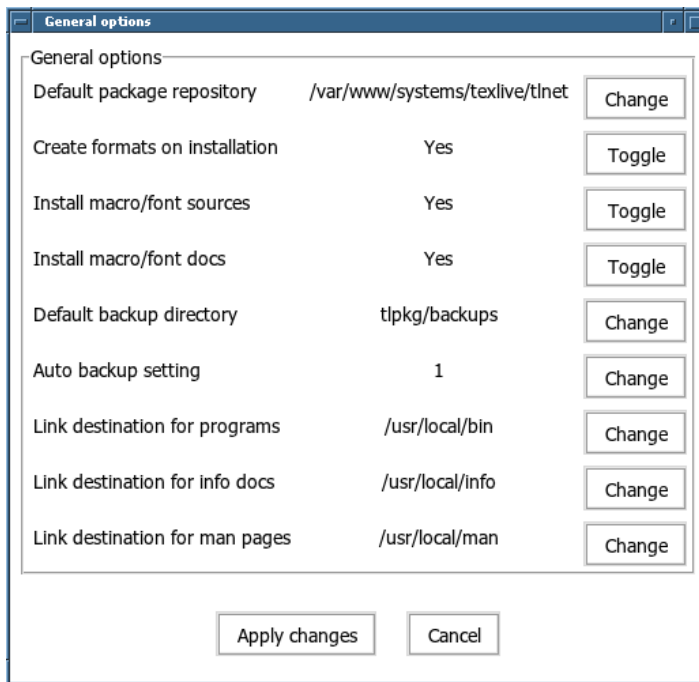 General options
General options
Default package repository /var/www/systems/texlive/tlnet Change
Create formats on installation Yes Toggle
Install macro/font sources Yes Toggle
Install macro/font docs Yes Toggle
Default backup directory tlpkg/backups Change
Auto backup setting 1 Change
Link destination for programs /usr/local/bin Change
Link destination for info docs /usr/local/info Change
Link destination for man pages /usr/local/man Change
Apply changes Cancel